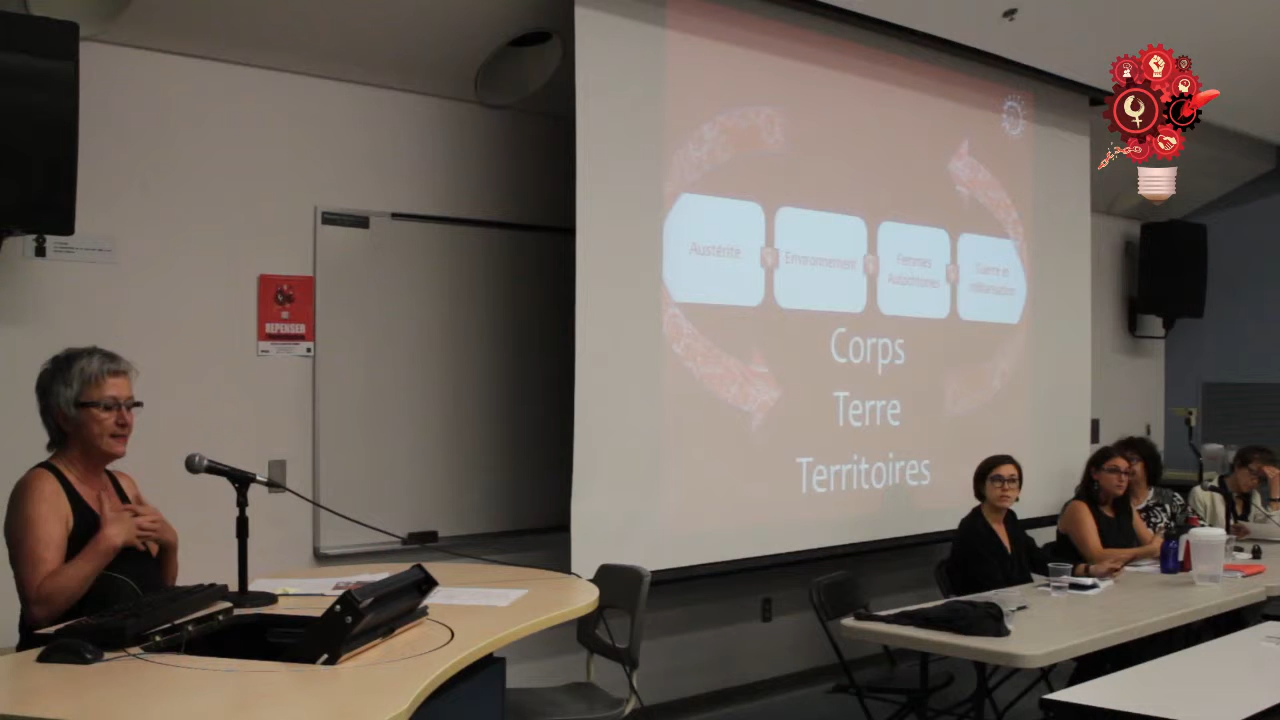 REPENSER
Austérité
Environnement
Femmes
Autochtones
Guerre et
militarisation
Corps
Terre
Territoires